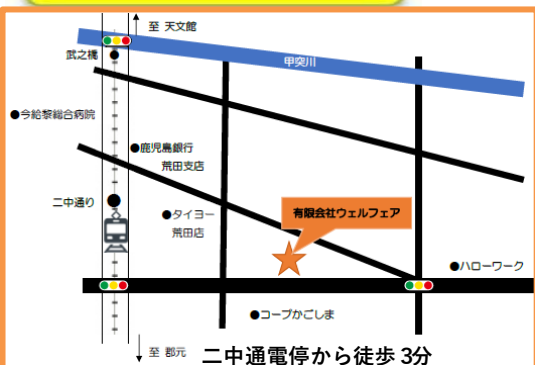 至 天文館
武之橋
甲突川
●今給黎総合病院
●鹿児島銀行
荒田支店
二中通り
●タイヨー
荒田店
有限会社ウェルフェア
●ハローワーク
●コープかごしま
至 郡元
二中通電停から徒歩 3分